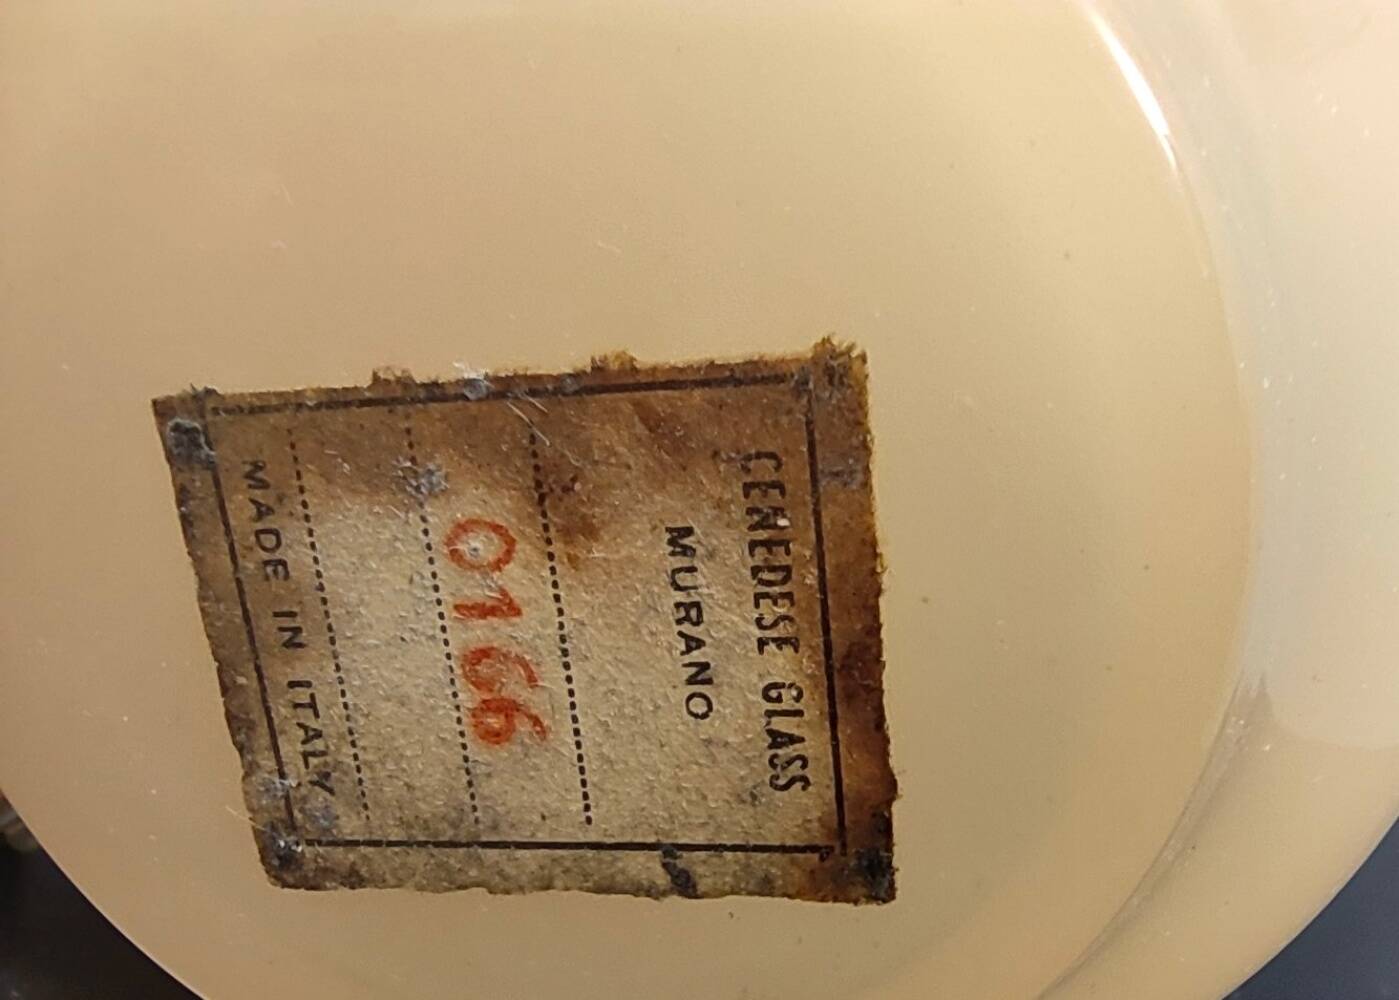 CENEDESE GLASS
MURANO
0166
MADE IN ITALY